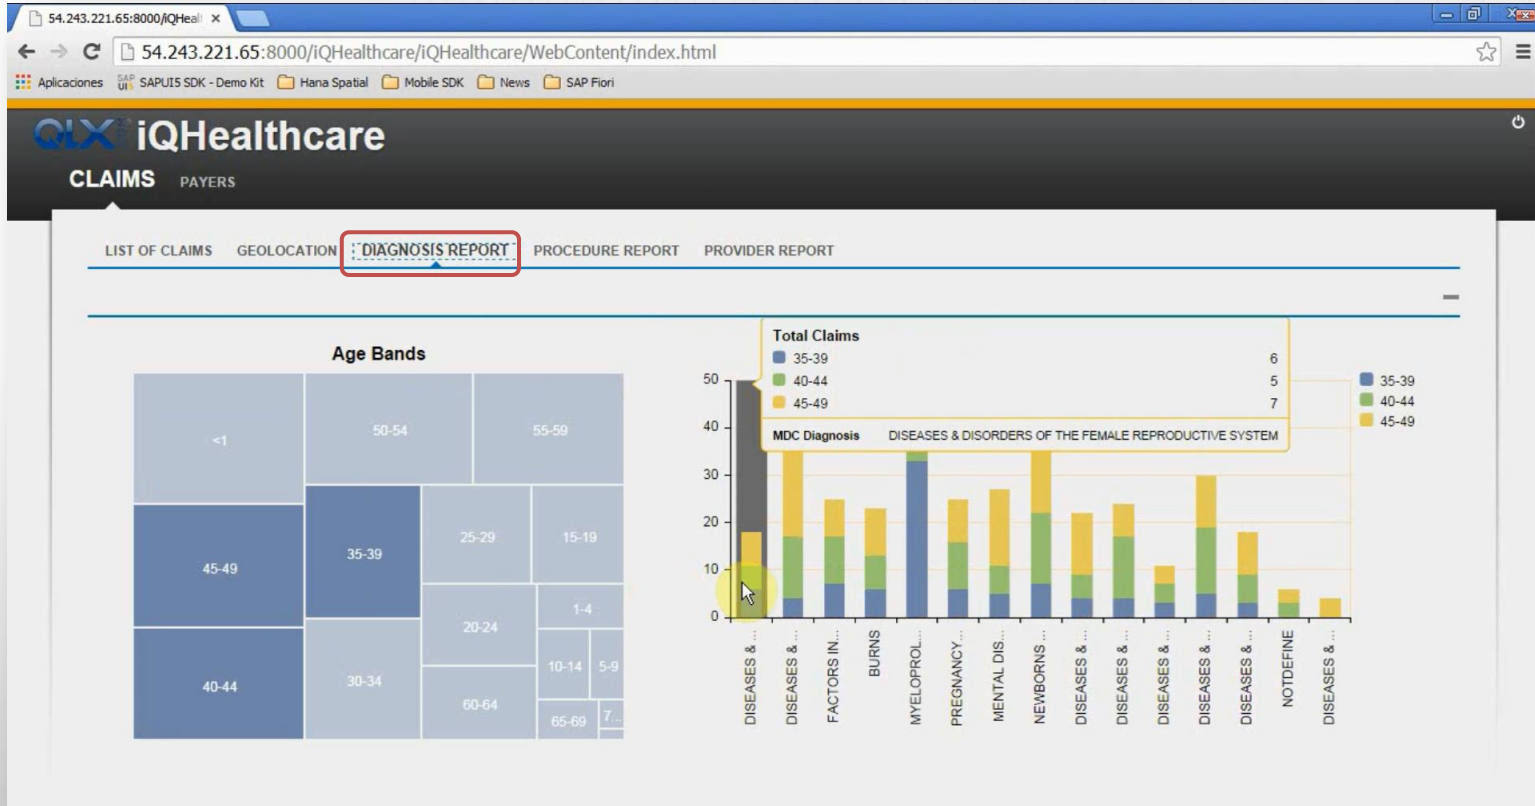 54.243.221.65:8000/iQHeal
54.243.221.65:8000/iQHealthcare/iQHealthcare/WebContent/index.html
Aplicaciones SAP UI5 SAPUI5 SDK - Demo Kit Hana Spatial Mobile SDK News SAP Fiori
QLX iQHealthcare
CLAIMS PAYERS
LIST OF CLAIMS GEOLOCATION DIAGNOSIS REPORT PROCEDURE REPORT PROVIDER REPORT
Age Bands
<1
50-54
55-59
45-49
35-39
25-29
15-19
40-44
30-34
20-24
1-4
10-14
5-9
60-64
65-69
7...
Total Claims
35-39 6
40-44 5
45-49 7
MDC Diagnosis DISEASES & DISORDERS OF THE FEMALE REPRODUCTIVE SYSTEM
50
40
30
20
10
0
DISEASES & ...
DISEASES & ...
FACTORS IN...
BURNS
MYELOPROL...
PREGNANCY...
MENTAL DIS...
NEWBORNS ...
DISEASES & ...
DISEASES & ...
DISEASES & ...
DISEASES & ...
DISEASES & ...
NOTDEFINE
DISEASES & ...
35-39
40-44
45-49